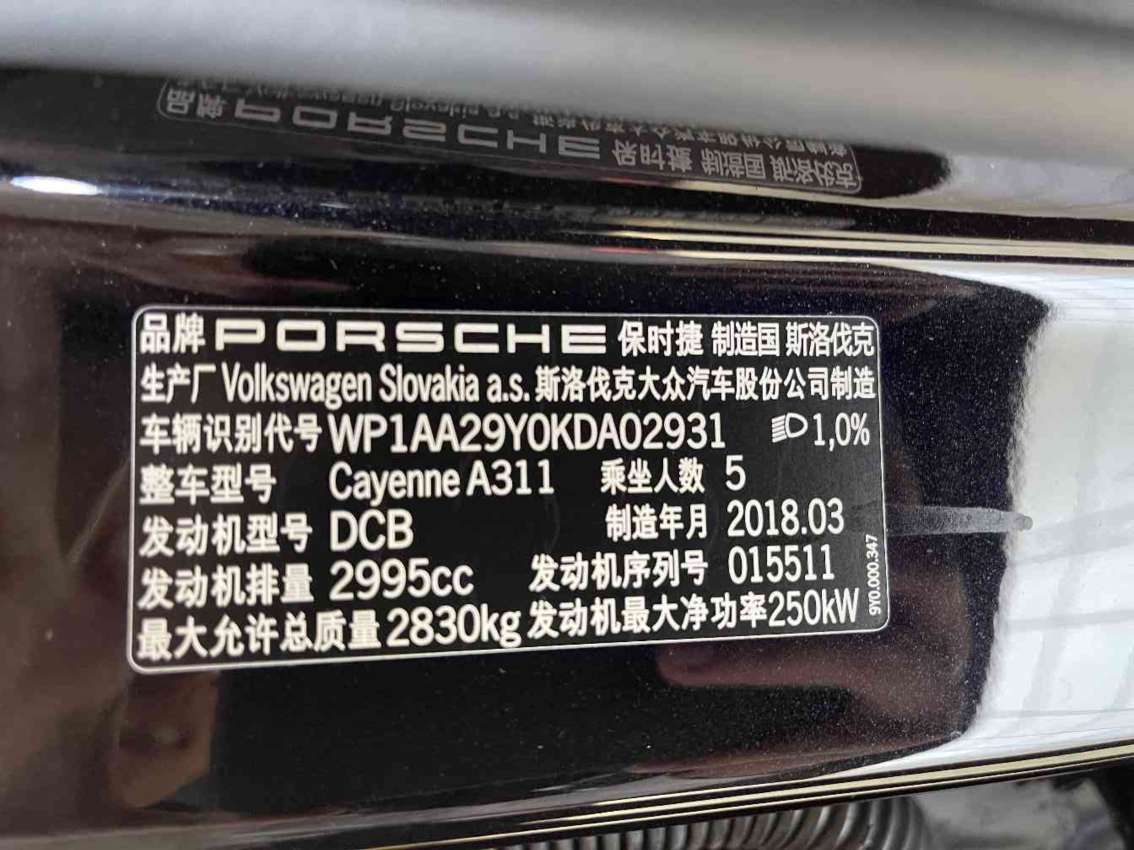 品牌 PORSCHE 保时捷 制造国 斯洛伐克
生产厂 Volkswagen Slovakia a.s. 斯洛伐克大众汽车股份公司制造
车辆识别代号 WP1AA29Y0KDA02931 1,0%
整车型号 Cayenne A311 乘坐人数 5
发动机型号 DCB 制造年月 2018.03
发动机排量 2995cc 发动机序列号 015511
最大允许总质量 2830kg 发动机最大净功率 250kW
9Y0.000.347